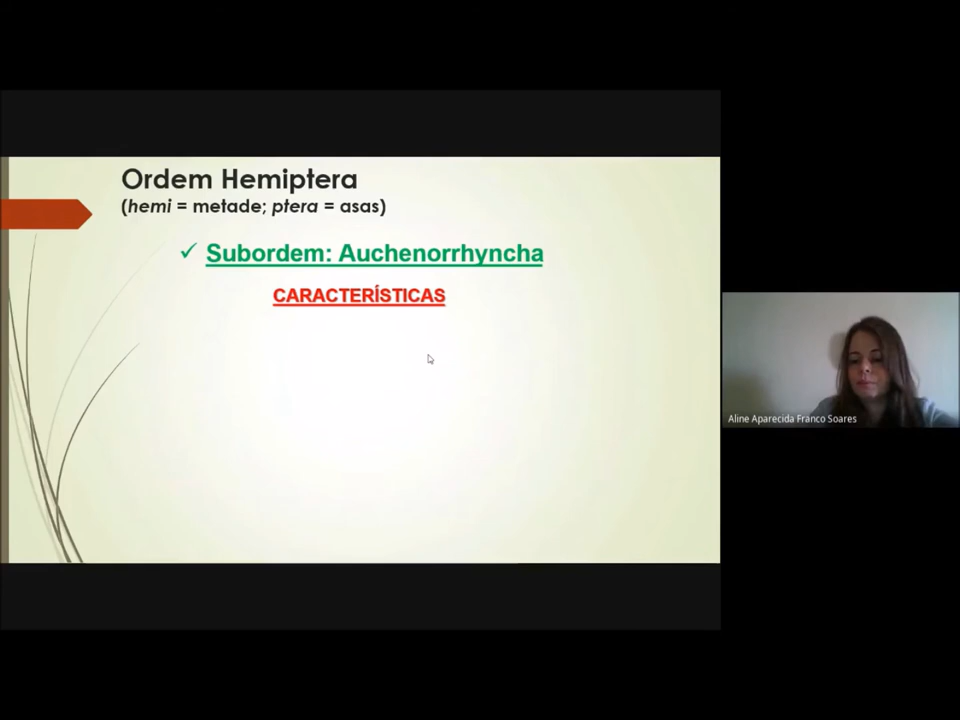 Ordem Hemiptera
(hemi = metade; ptera = asas)
✓ Subordem: Auchenorrhyncha
CARACTERÍSTICAS
Aline Aparecida Franco Soares